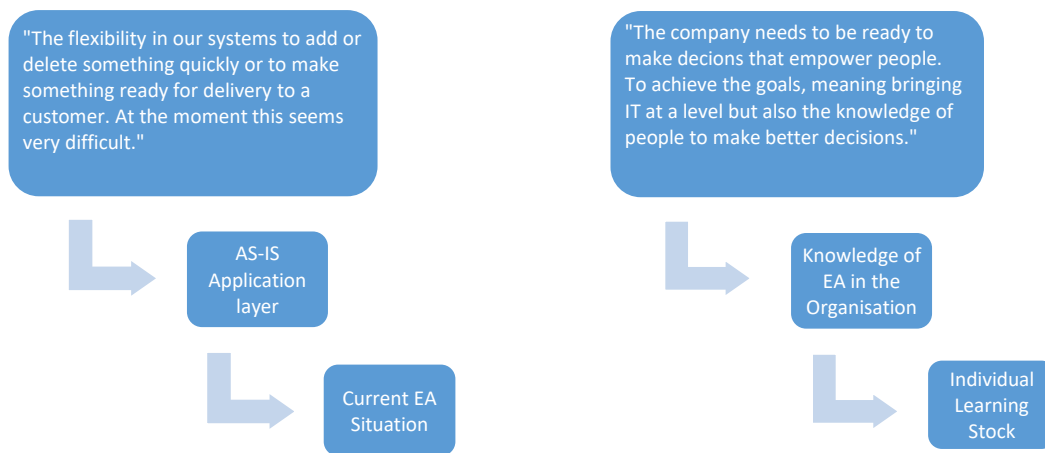 "The flexibility in our systems to add or
delete something quickly or to make
something ready for delivery to a
customer. At the moment this seems
very difficult."
AS-IS
Application
layer
Current EA
Situation
"The company needs to be ready to
make decions that empower people.
To achieve the goals, meaning bringing
IT at a level but also the knowledge of
people to make better decisions."
Knowledge of
EA in the
Organisation
Individual
Learning
Stock